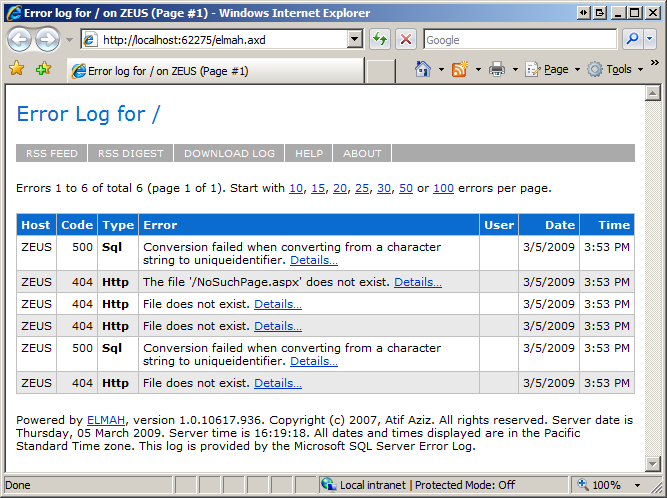 Error log for / on ZEUS (Page #1) - Windows Internet Explorer
http://localhost:62275/elmah.axd
Google
Error log for / on ZEUS (Page #1)
Page
Tools
Error Log for /
RSS FEED RSS DIGEST DOWNLOAD LOG HELP ABOUT
Errors 1 to 6 of total 6 (page 1 of 1). Start with 10, 15, 20, 25, 30, 50 or 100 errors per page.
Host Code Type Error User Date Time
ZEUS 500 Sql Conversion failed when converting from a character 3/5/2009 3:53 PM
string to uniqueidentifier. Details...
ZEUS 404 Http The file '/NoSuchPage.aspx' does not exist. Details... 3/5/2009 3:53 PM
ZEUS 404 Http File does not exist. Details... 3/5/2009 3:53 PM
ZEUS 404 Http File does not exist. Details... 3/5/2009 3:53 PM
ZEUS 500 Sql Conversion failed when converting from a character 3/5/2009 3:53 PM
string to uniqueidentifier. Details...
ZEUS 404 Http File does not exist. Details... 3/5/2009 3:53 PM
Powered by ELMAH, version 1.0.10617.936. Copyright (c) 2007, Atif Aziz. All rights reserved. Server date is
Thursday, 05 March 2009. Server time is 16:19:18. All dates and times displayed are in the Pacific
Standard Time zone. This log is provided by the Microsoft SQL Server Error Log.
Done
Local intranet | Protected Mode: Off
100%